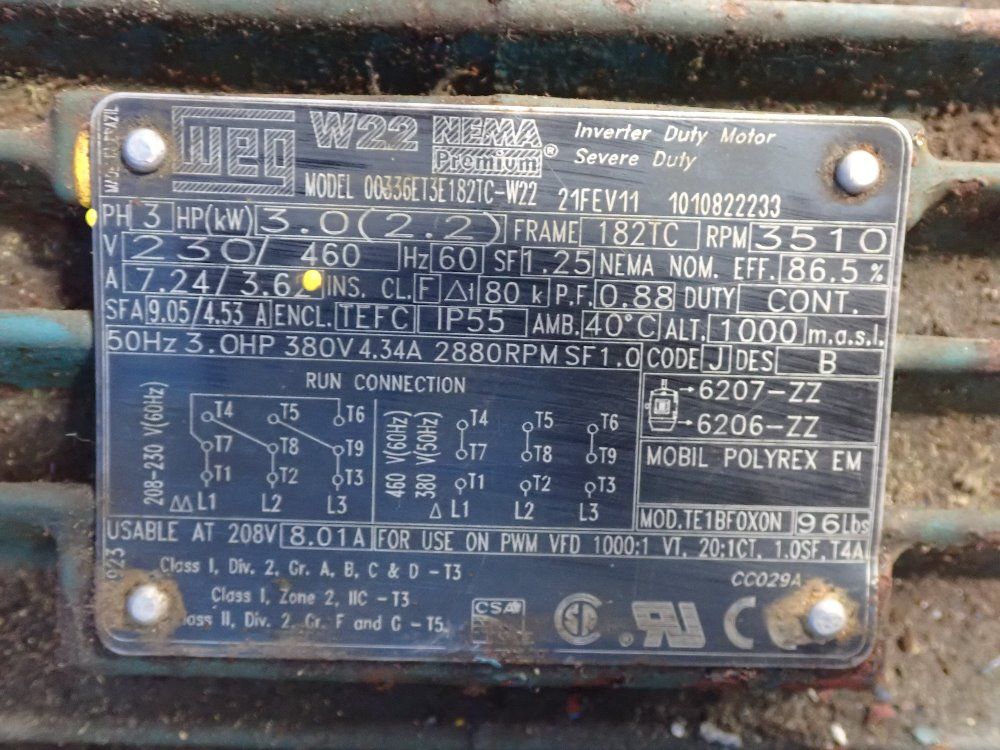 weg W22 NEMA Premium® Inverter Duty Motor
Severe Duty
MODEL 00336ET3E182TC-W22 21FEV11 1010822233
PH 3 HP(kW) 3.0(2.2) FRAME 182TC RPM 3510
V 230/ 460 Hz 60 SF 1.25 NEMA NOM. EFF. 86.5 %
A 7.24/3.62 INS. CL. F Δt 80 k P.F. 0.88 DUTY CONT.
SFA 9.05/4.53 A ENCL. TEFC IP55 AMB. 40°C ALT. 1000 m.a.s.l.
50Hz 3.0HP 380V 4.34A 2880RPM SF1.0 CODE J DES B
RUN CONNECTION
208-230 V(60Hz)
T4 T5 T6
T7 T8 T9
T1 T2 T3
ΔΔ L1 L2 L3
460 V(60Hz)
380 V(50Hz)
T4 T5 T6
T7 T8 T9
T1 T2 T3
Δ L1 L2 L3
→6207-ZZ
→6206-ZZ
MOBIL POLYREX EM
MOD.TE1BF0X0N 96Lbs
USABLE AT 208V 8.01A FOR USE ON PWM VFD 1000:1 VT, 20:1CT, 1.0SF, T4A
023
Class I, Div. 2, Gr. A, B, C & D - T3
Class I, Zone 2, IIC - T3
II, Div. 2 Gr. F and G - T5
CC029A
CSA
UR
CE